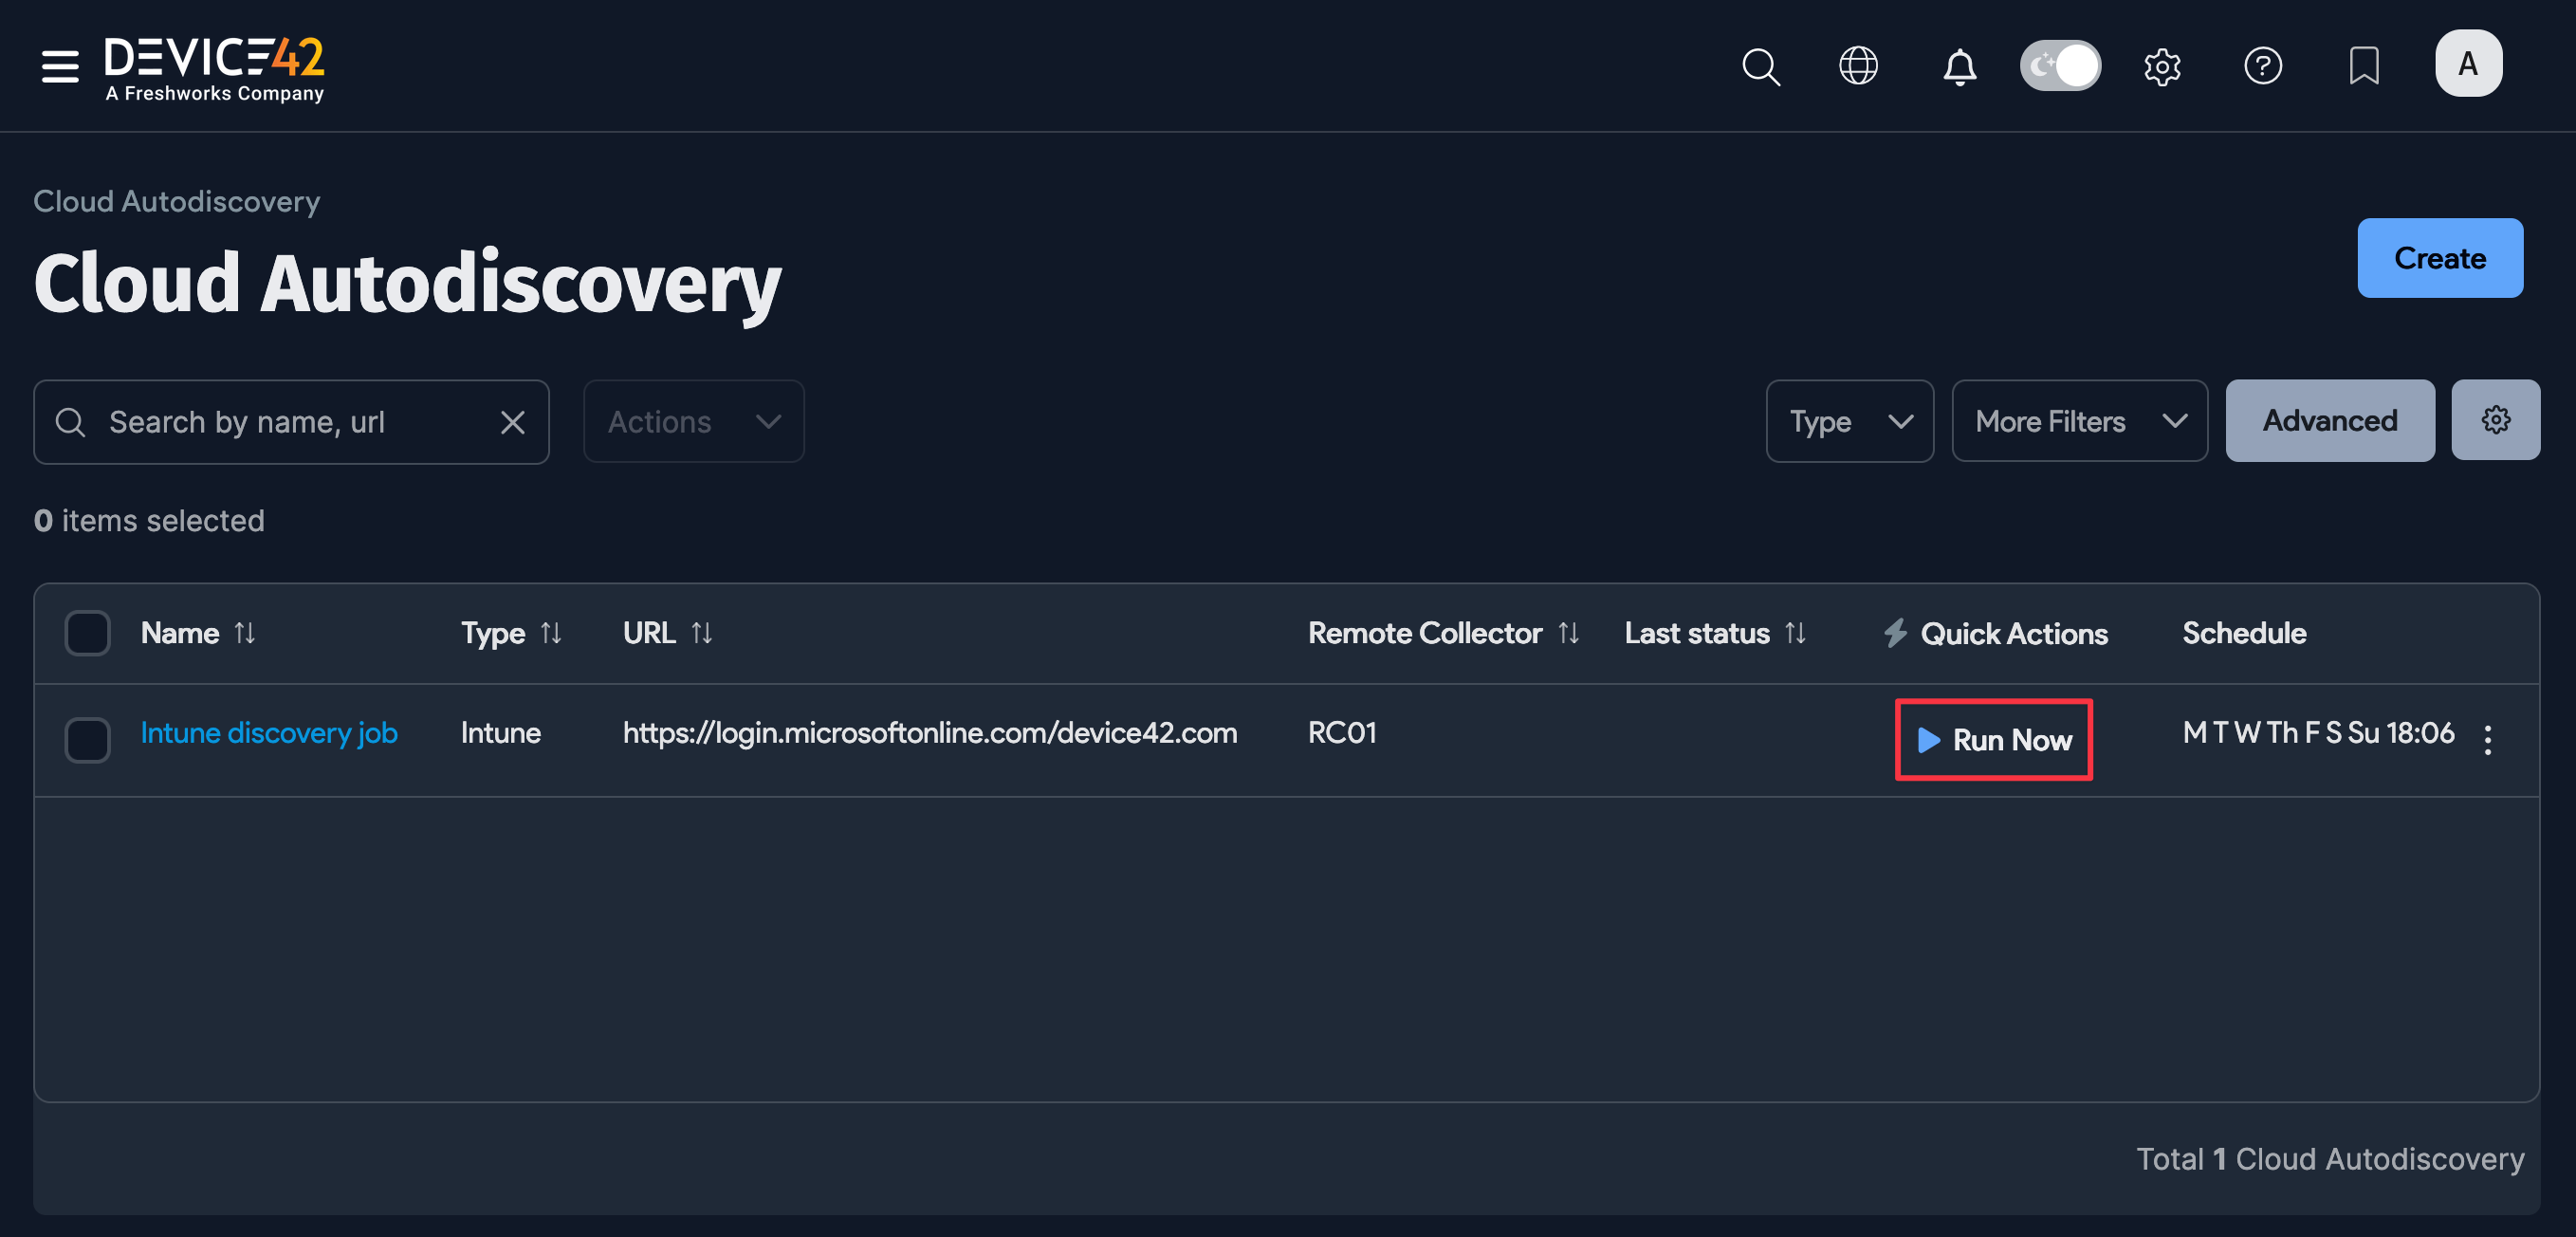 DEVICE42
A Freshworks Company
A
Cloud Autodiscovery
Cloud Autodiscovery
Create
Search by name, url
Actions
Type
More Filters
Advanced
0 items selected
Name Type URL Remote Collector Last status Quick Actions Schedule
Intune discovery job Intune https://login.microsoftonline.com/device42.com RC01 Run Now M T W Th F S Su 18:06
Total 1 Cloud Autodiscovery